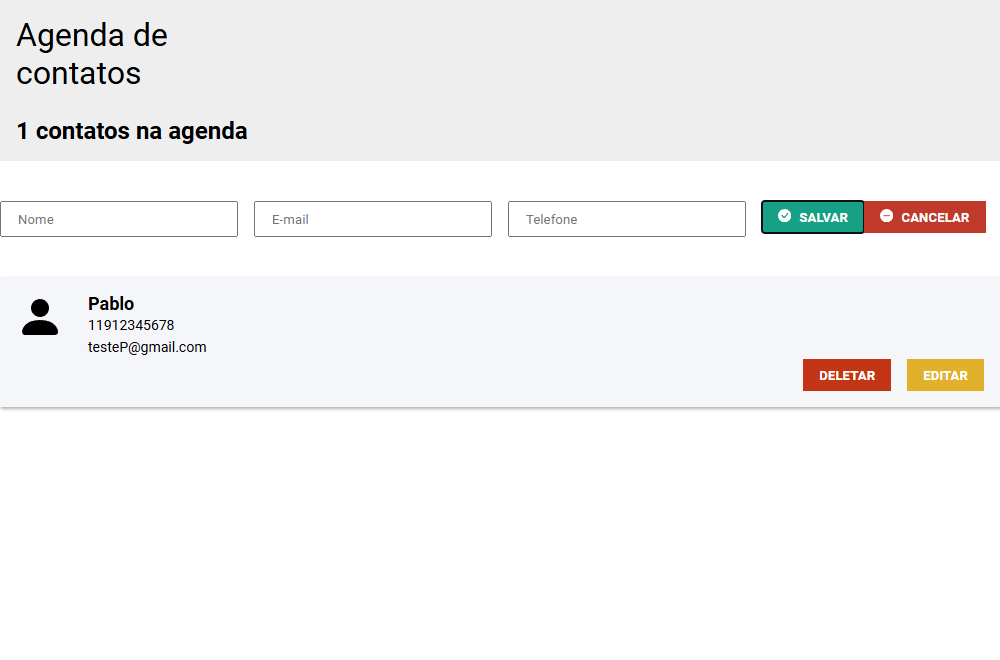 Agenda de
contatos
1 contatos na agenda
Nome
E-mail
Telefone
SALVAR
CANCELAR
Pablo
11912345678
testeP@gmail.com
DELETAR
EDITAR